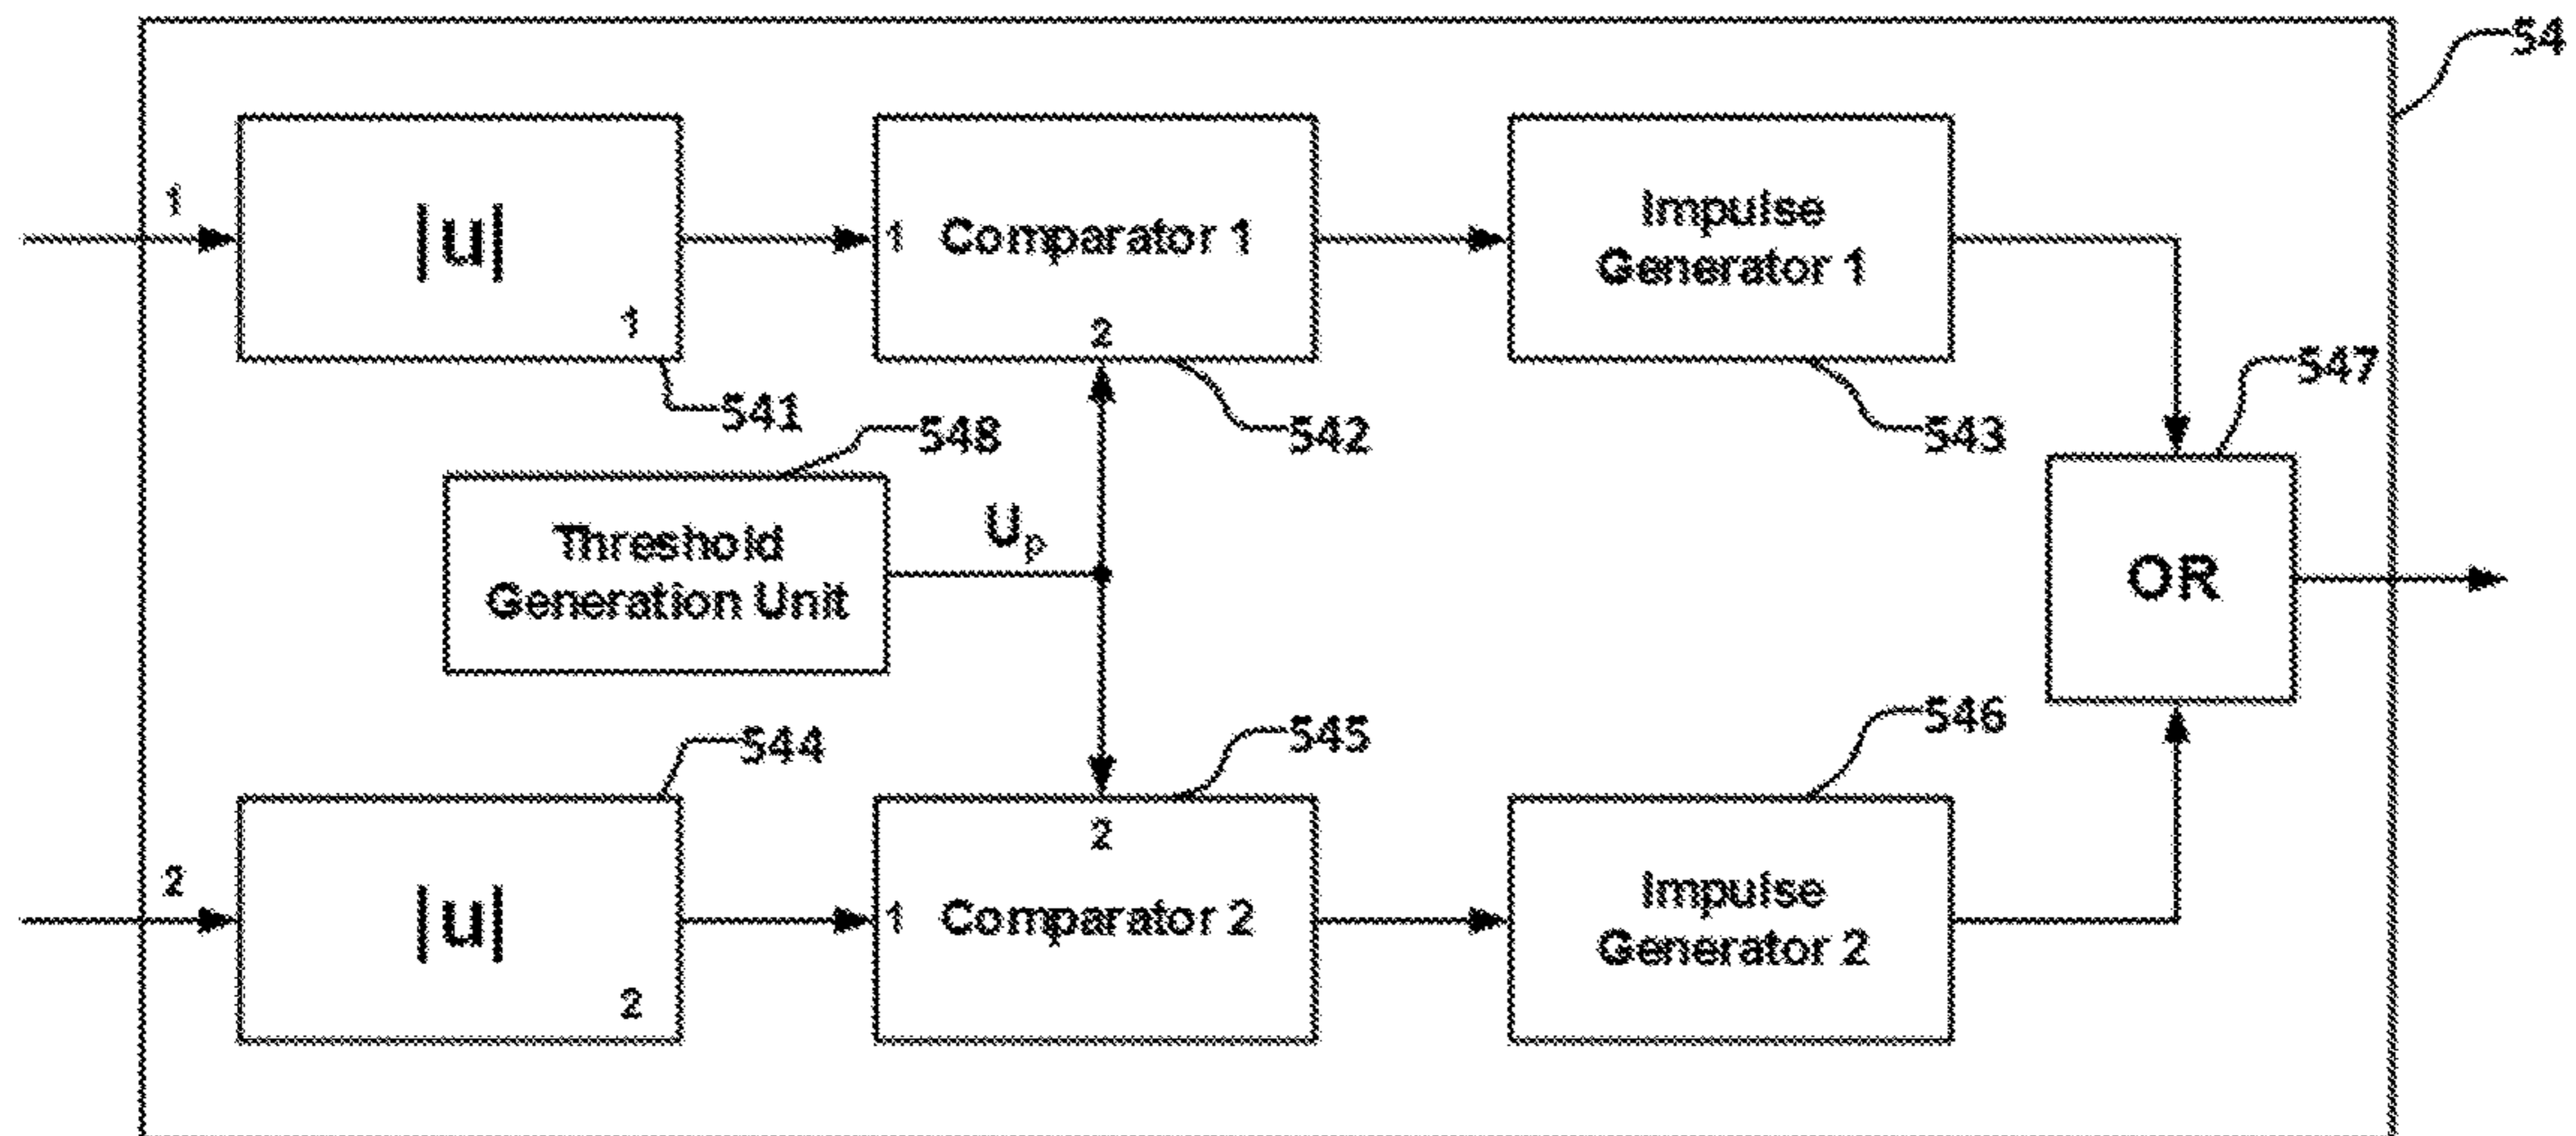 54
1
|u|
1
541
1 Comparator 1
2
542
Impulse
Generator 1
543
547
548
Threshold
Generation Unit
Up
OR
544
545
546
2
|u|
2
2
1 Comparator 2
Impulse
Generator 2